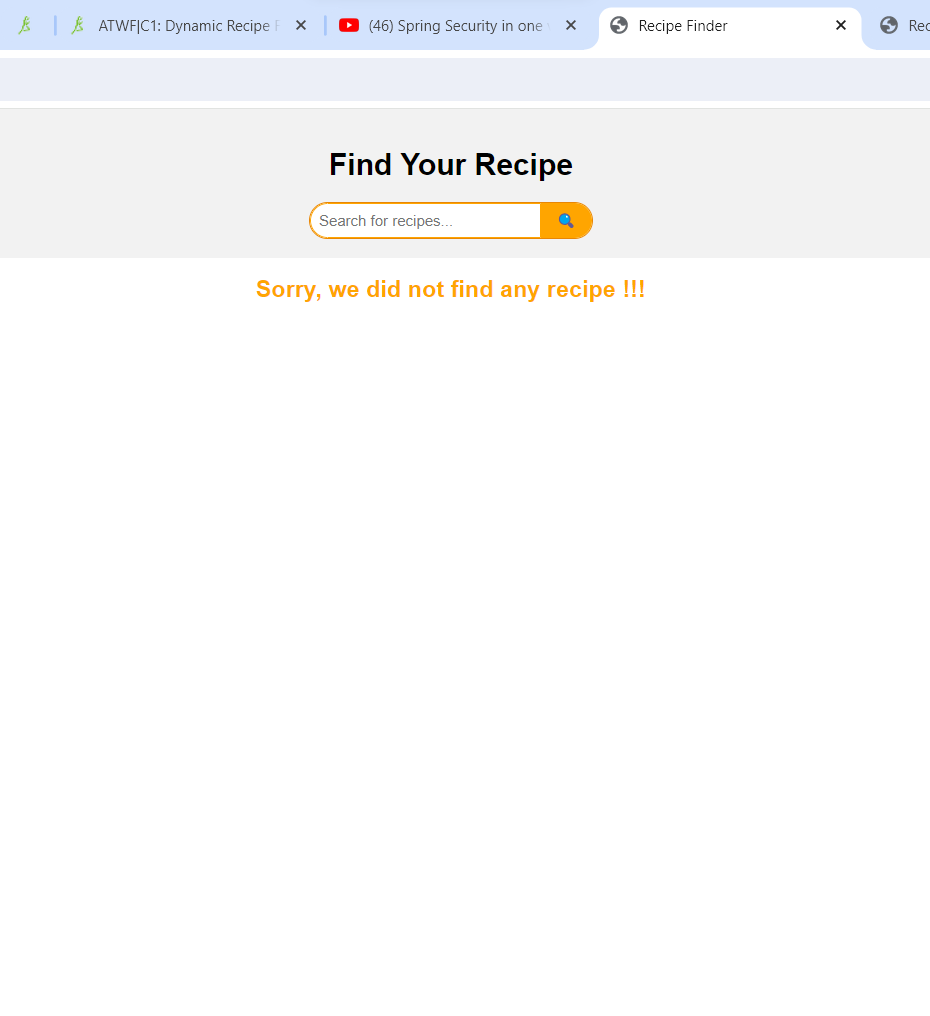 ATWF|C1: Dynamic Recipe
(46) Spring Security in one
Recipe Finder
Find Your Recipe
Search for recipes...
Sorry, we did not find any recipe !!!